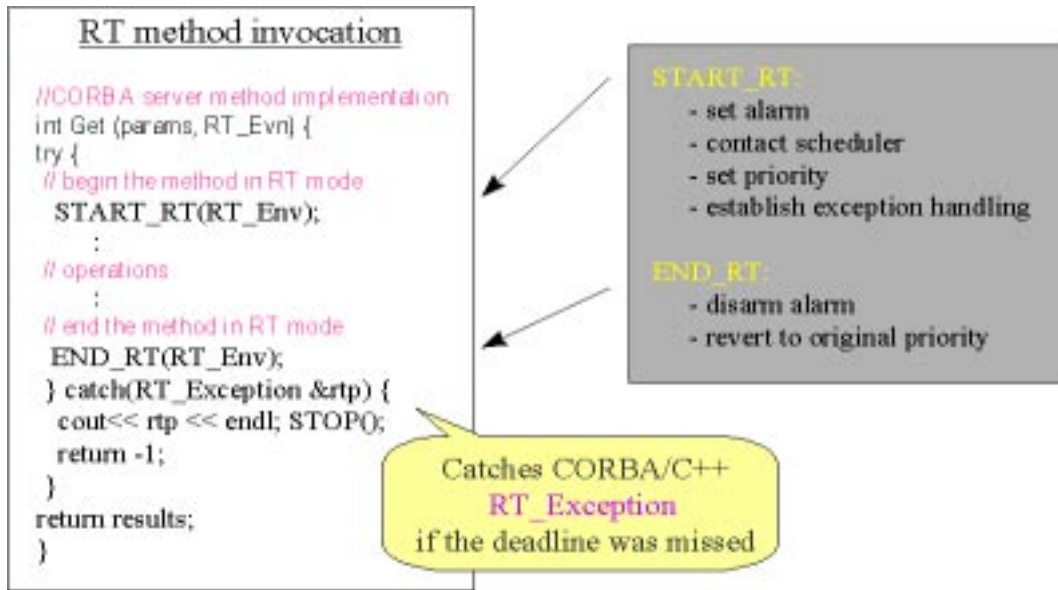 RT method invocation
//CORBA server method implementation
int Get (params, RT_Evn) {
try {
// begin the method in RT mode
START_RT(RT_Env);
:
// operations
:
// end the method in RT mode
END_RT(RT_Env);
} catch(RT_Exception &rtp) {
cout<< rtp << endl; STOP();
return -1;
}
return results;
}
START_RT:
- set alarm
- contact scheduler
- set priority
- establish exception handling
END_RT:
- disarm alarm
- revert to original priority
Catches CORBA/C++
RT_Exception
if the deadline was missed